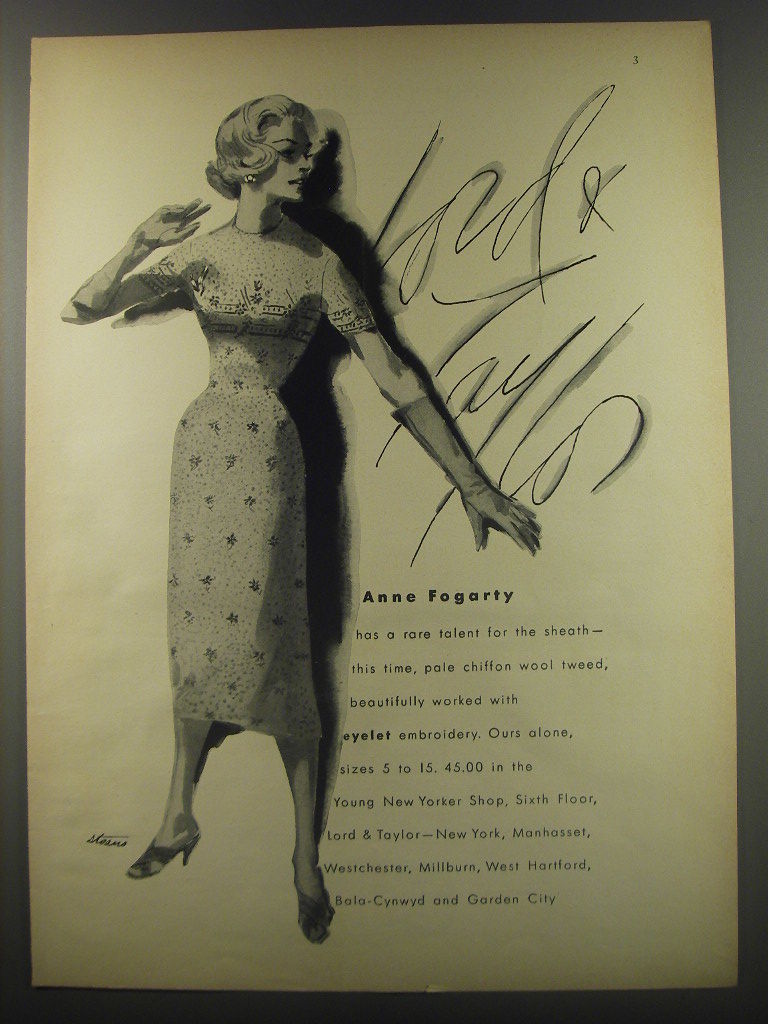 3
Lord &
Taylor
Anne Fogarty
has a rare talent for the sheath—
this time, pale chiffon wool tweed,
beautifully worked with
eyelet embroidery. Ours alone,
sizes 5 to 15. 45.00 in the
Young New Yorker Shop, Sixth Floor,
Lord & Taylor—New York, Manhasset,
Westchester, Millburn, West Hartford,
Bala-Cynwyd and Garden City